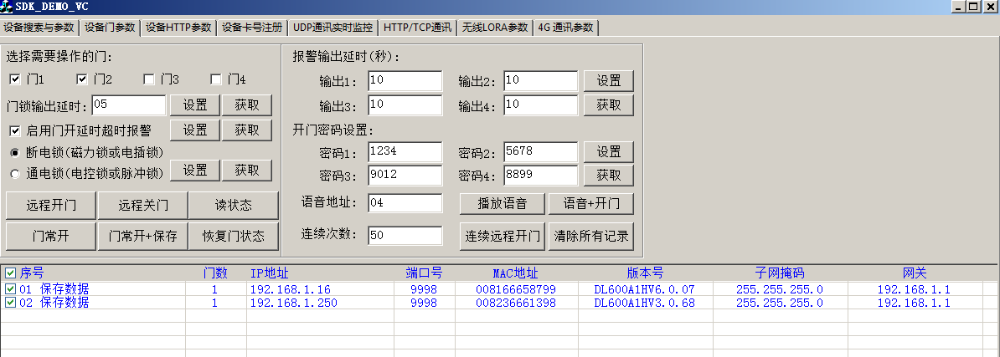 SDK_DEMO_VC
设备搜索与参数 设备门参数 设备HTTP参数 设备卡号注册 UDP通讯实时监控 HTTP/TCP通讯 无线LORA参数 4G 通讯参数
选择需要操作的门:
门1 门2 门3 门4
门锁输出延时: 05 设置 获取
启用门开延时超时报警 设置 获取
断电锁(磁力锁或电插锁)
通电锁(电控锁或脉冲锁) 设置 获取
远程开门 远程关门 读状态
门常开 门常开+保存 恢复门状态
报警输出延时(秒):
输出1: 10 输出2: 10 设置
输出3: 10 输出4: 10 获取
开门密码设置:
密码1: 1234 密码2: 5678 设置
密码3: 9012 密码4: 8899 获取
语音地址: 04 播放语音 语音+开门
连续次数: 50 连续远程开门 清除所有记录
序号 门数 IP地址 端口号 MAC地址 版本号 子网掩码 网关
01 保存数据 1 192.168.1.16 9998 008166658799 DL600A1HV6.0.07 255.255.255.0 192.168.1.1
02 保存数据 1 192.168.1.250 9998 008236661398 DL600A1HV3.0.68 255.255.255.0 192.168.1.1